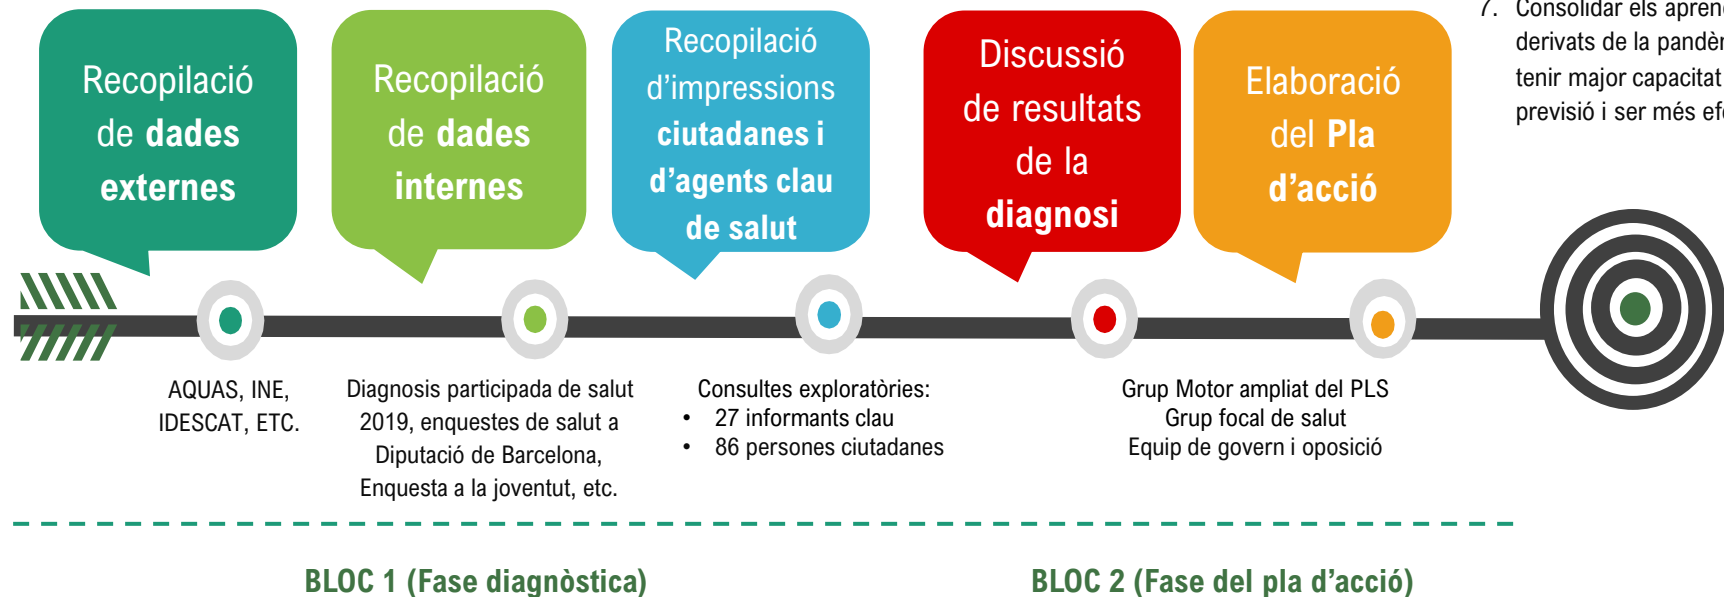 Recopilació
de dades
externes
Recopilació
de dades
internes
Recopilació
d’impressions
ciutadanes i
d’agents clau
de salut
Discussió
de resultats
de la
diagnosi
Elaboració
del Pla
d’acció
7. Consolidar els
derivats de la
tenir major capacitat
previsió i ser més
AQUAS, INE,
IDESCAT, ETC.
Diagnosis participada de salut
2019, enquestes de salut a
Diputació de Barcelona,
Enquesta a la joventut, etc.
Consultes exploratòries:
• 27 informants clau
• 86 persones ciutadanes
Grup Motor ampliat del PLS
Grup focal de salut
Equip de govern i oposició
BLOC 1 (Fase diagnòstica)
BLOC 2 (Fase del pla d’acció)